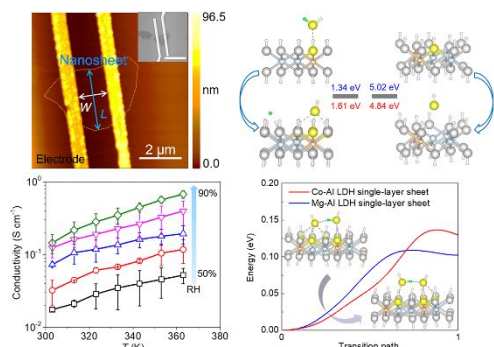 96.5
nm
0.0
Nanosheet
W
L
Electrode
2 μm
1.34 eV 5.02 eV
1.61 eV 4.84 eV
Conductivity (S cm⁻¹)
10⁰
10⁻¹
10⁻²
90%
50%
RH
300 320 340 360 380
T (K)
Energy (eV)
0.20
0.15
0.10
0.05
0.00
Co-Al LDH single-layer sheet
Mg-Al LDH single-layer sheet
0 1
Transition path